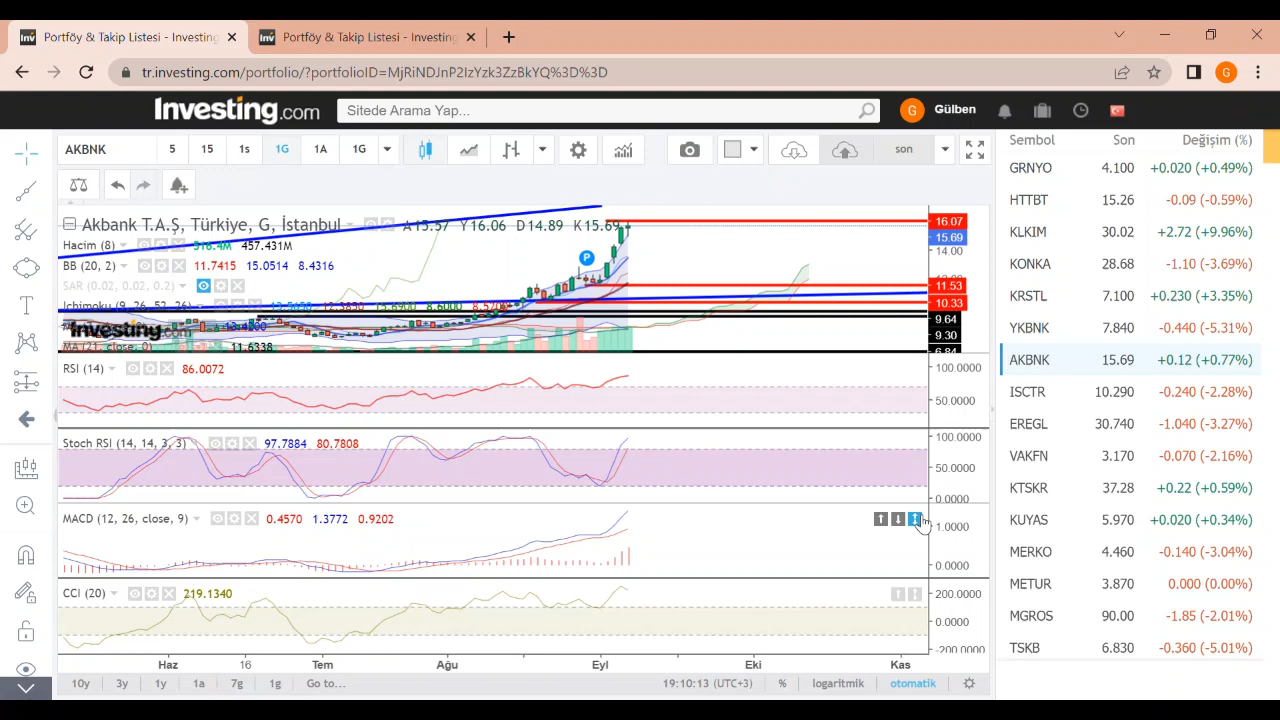 Portföy & Takip Listesi - Investing
Portföy & Takip Listesi - Investing
tr.investing.com/portfolio/?portfolioID=MjRiNDJnP2IzYzk3ZzBkYQ%3D%3D
G
Investing.com
Sitede Arama Yap...
G
Gülben
AKBNK 5 15 1s 1G 1A 1G son
Sembol Son Değişim (%)
GRNYO 4.100 +0.020 (+0.49%)
HTTBT 15.26 -0.09 (-0.59%)
KLKIM 30.02 +2.72 (+9.96%)
KONKA 28.68 -1.10 (-3.69%)
KRSTL 7.100 +0.230 (+3.35%)
YKBNK 7.840 -0.440 (-5.31%)
AKBNK 15.69 +0.12 (+0.77%)
ISCTR 10.290 -0.240 (-2.28%)
EREGL 30.740 -1.040 (-3.27%)
VAKFN 3.170 -0.070 (-2.16%)
KTSKR 37.28 +0.22 (+0.59%)
KUYAS 5.970 +0.020 (+0.34%)
MERKO 4.460 -0.140 (-3.04%)
METUR 3.870 0.000 (0.00%)
MGROS 90.00 -1.85 (-2.01%)
TSKB 6.830 -0.360 (-5.01%)
Akbank T.A.Ş, Türkiye, G, İstanbul A15.57 Y16.06 D14.89 K15.69
Hacim (8) 516.4M 457.431M
BB (20, 2) 11.7415 15.0514 8.4316
SAR (0.02, 0.02, 0.2)
Ichimoku (9, 26, 52, 26) 15.6900 8.6000
Investing.com
MA (21, close, 0) 11.6338
P
16.07
15.69
14.00
11.53
10.33
9.64
9.30
6.84
RSI (14) 86.0072
100.0000
50.0000
Stoch RSI (14, 14, 3, 3) 97.7884 80.7808
100.0000
50.0000
0.0000
MACD (12, 26, close, 9) 0.4570 1.3772 0.9202
1.0000
0.0000
CCI (20) 219.1340
200.0000
0.0000
-200.0000
Haz 16 Tem Ağu Eyl Eki Kas
10y 3y 1y 1a 7g 1g Go to... 19:10:13 (UTC+3) % logaritmik otomatik